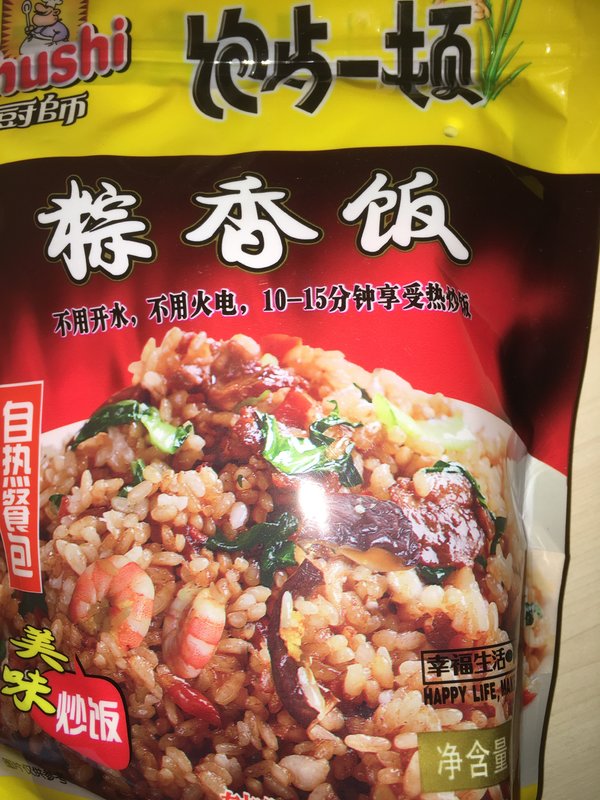 hushi
厨師
饱岭一顿
粽香饭
不用开水，不用火电，10-15分钟享受热炒饭
自热餐包
美味
炒饭
幸福生活
HAPPY LIFE,
净含量